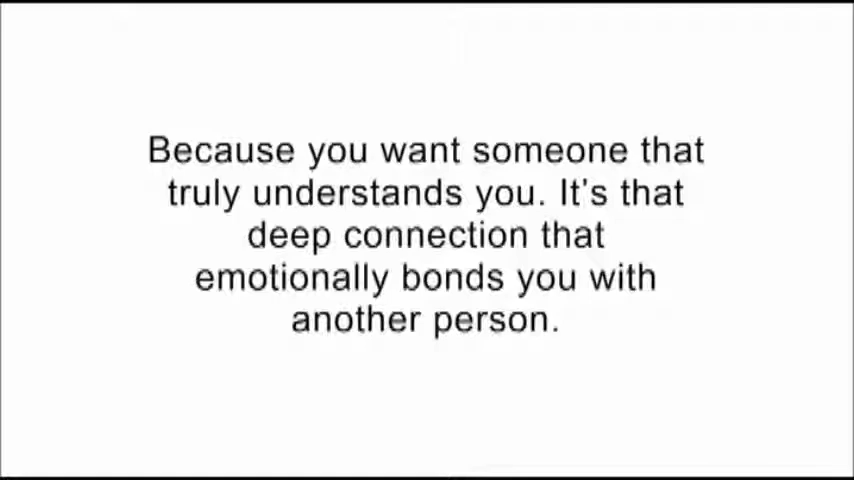 Because you want someone that
truly understands you. It's that
deep connection that
emotionally bonds you with
another person.